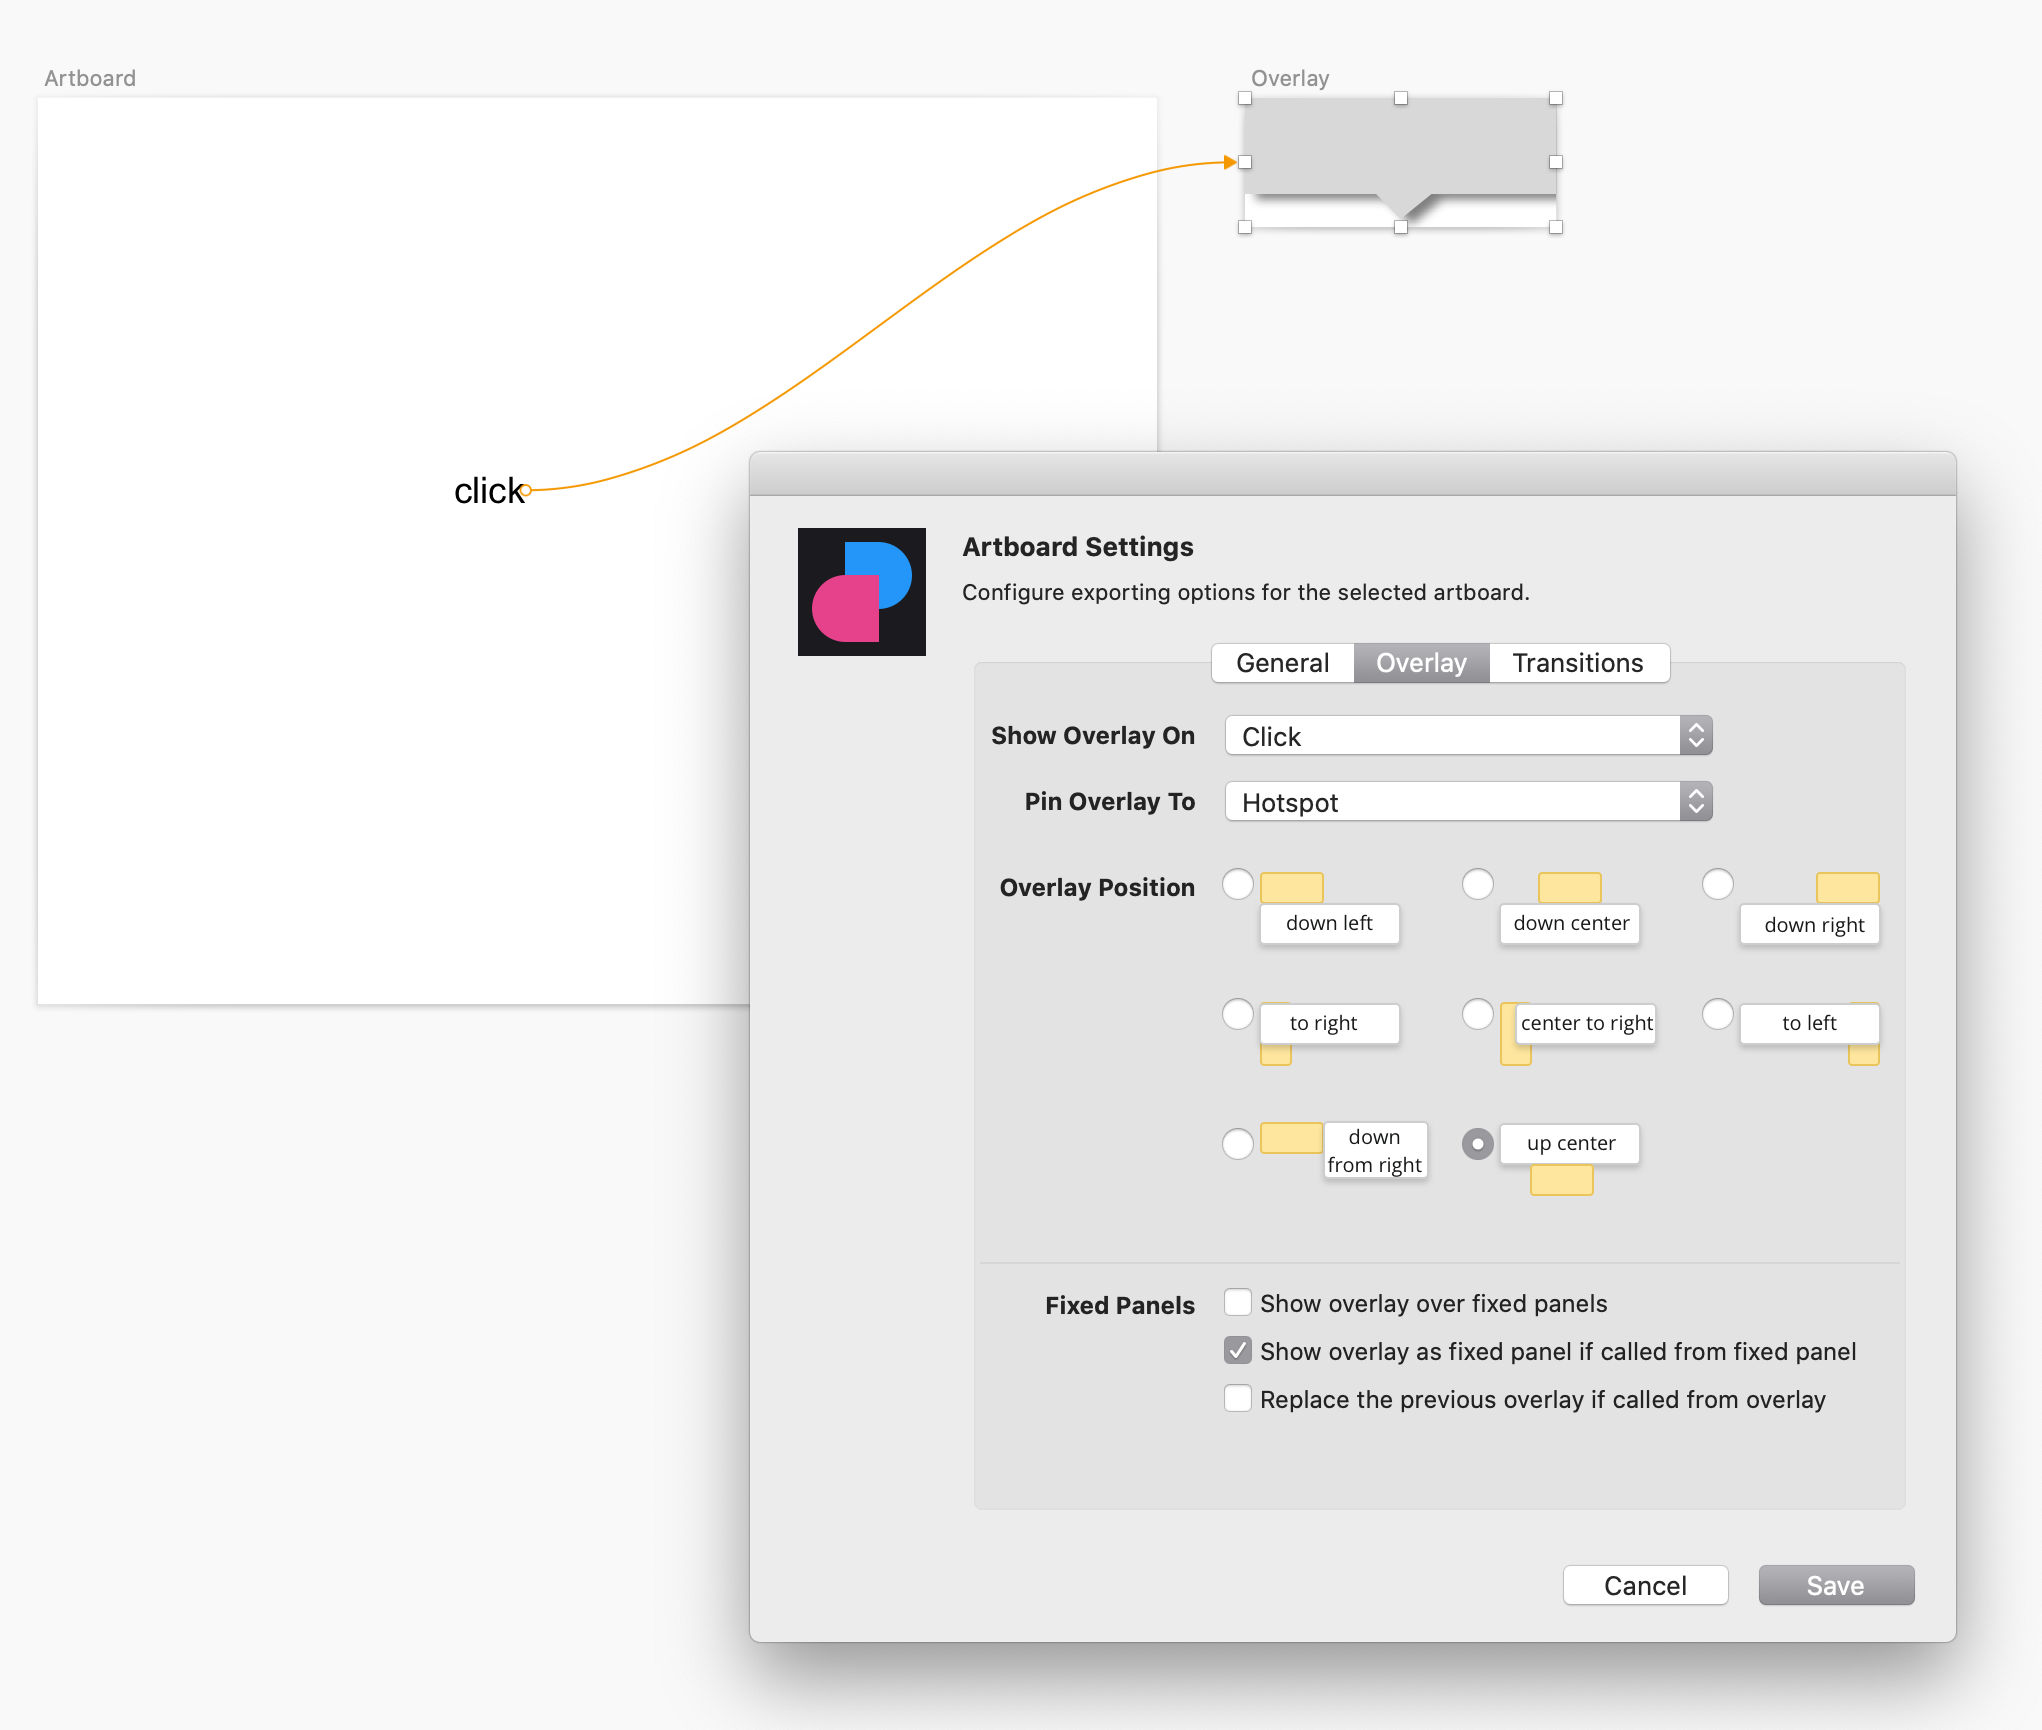 Artboard
Overlay
click
Artboard Settings
Configure exporting options for the selected artboard.
General Overlay Transitions
Show Overlay On Click
Pin Overlay To Hotspot
Overlay Position
down left down center down right
to right center to right to left
down
from right
up center
Fixed Panels Show overlay over fixed panels
Show overlay as fixed panel if called from fixed panel
Replace the previous overlay if called from overlay
Cancel Save